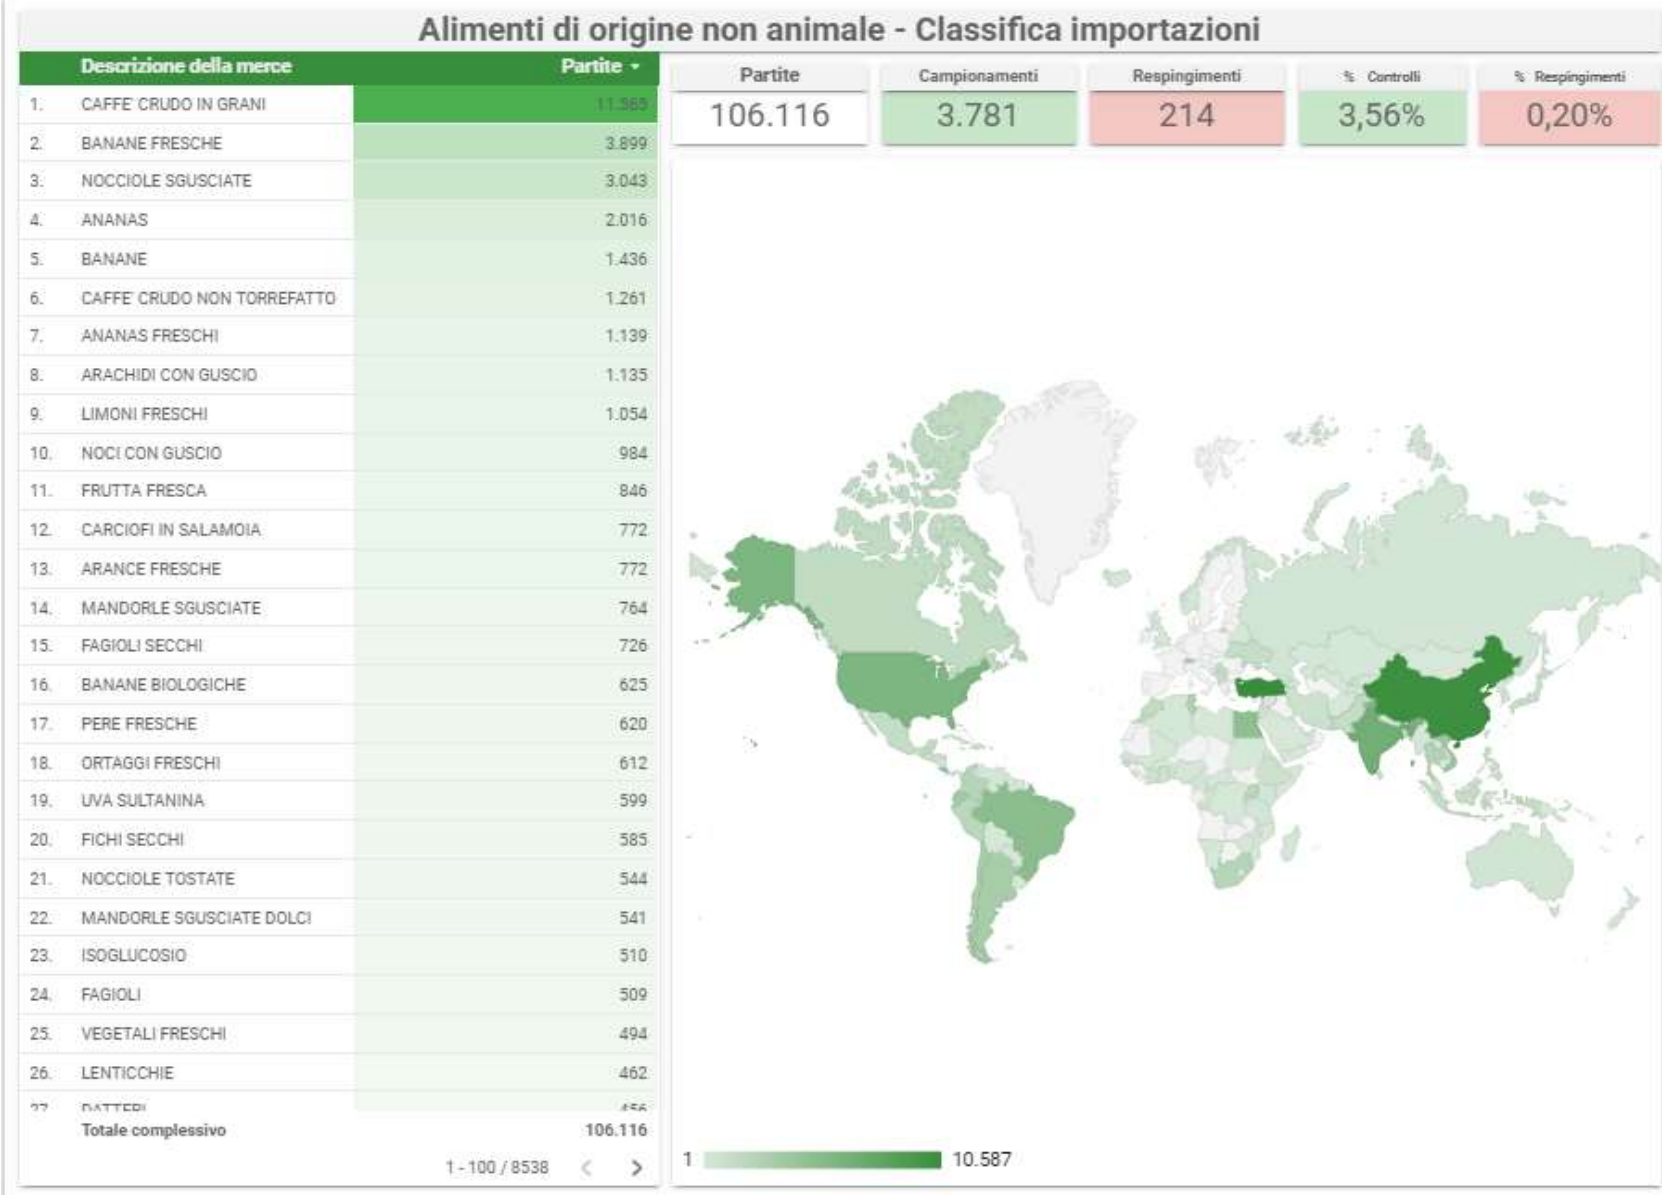 Alimenti di origine non animale - Classifica importazioni
Descrizione della merce Partite
1. CAFFE' CRUDO IN GRANI 11.565
2. BANANE FRESCHE 3.899
3. NOCCIOLE SGUSCIATE 3.043
4. ANANAS 2.016
5. BANANE 1.436
6. CAFFE' CRUDO NON TORREFATTO 1.261
7. ANANAS FRESCHI 1.139
8. ARACHIDI CON GUSCIO 1.135
9. LIMONI FRESCHI 1.054
10. NOCI CON GUSCIO 984
11. FRUTTA FRESCA 846
12. CARCIOFI IN SALAMOIA 772
13. ARANCE FRESCHE 772
14. MANDORLE SGUSCIATE 764
15. FAGIOLI SECCHI 726
16. BANANE BIOLOGICHE 625
17. PERE FRESCHE 620
18. ORTAGGI FRESCHI 612
19. UVA SULTANINA 599
20. FICHI SECCHI 585
21. NOCCIOLE TOSTATE 544
22. MANDORLE SGUSCIATE DOLCI 541
23. ISOGLUCOSIO 510
24. FAGIOLI 509
25. VEGETALI FRESCHI 494
26. LENTICCHIE 462
27. DATTERI 456
Totale complessivo 106.116
1 - 100 / 8538
Partite
106.116
Campionamenti
3.781
Respingimenti
214
% Controlli
3,56%
% Respingimenti
0,20%
1 10.587